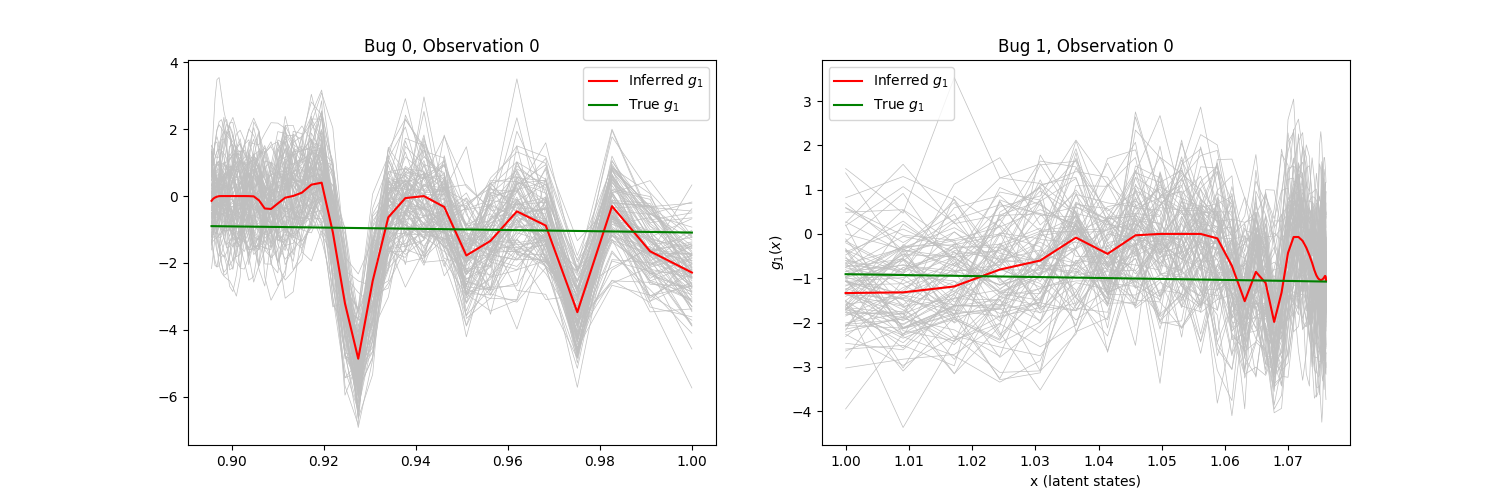 Bug 0, Observation 0
Inferred g₁
True g₁
4
2
0
−2
−4
−6
0.90 0.92 0.94 0.96 0.98 1.00
Bug 1, Observation 0
Inferred g₁
True g₁
g₁(x)
3
2
1
0
−1
−2
−3
−4
1.00 1.01 1.02 1.03 1.04 1.05 1.06 1.07
x (latent states)